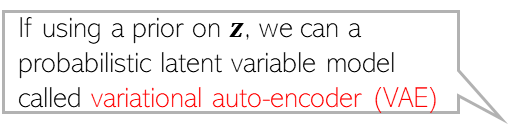 If using a prior on z, we can a
probabilistic latent variable model
called variational auto-encoder (VAE)